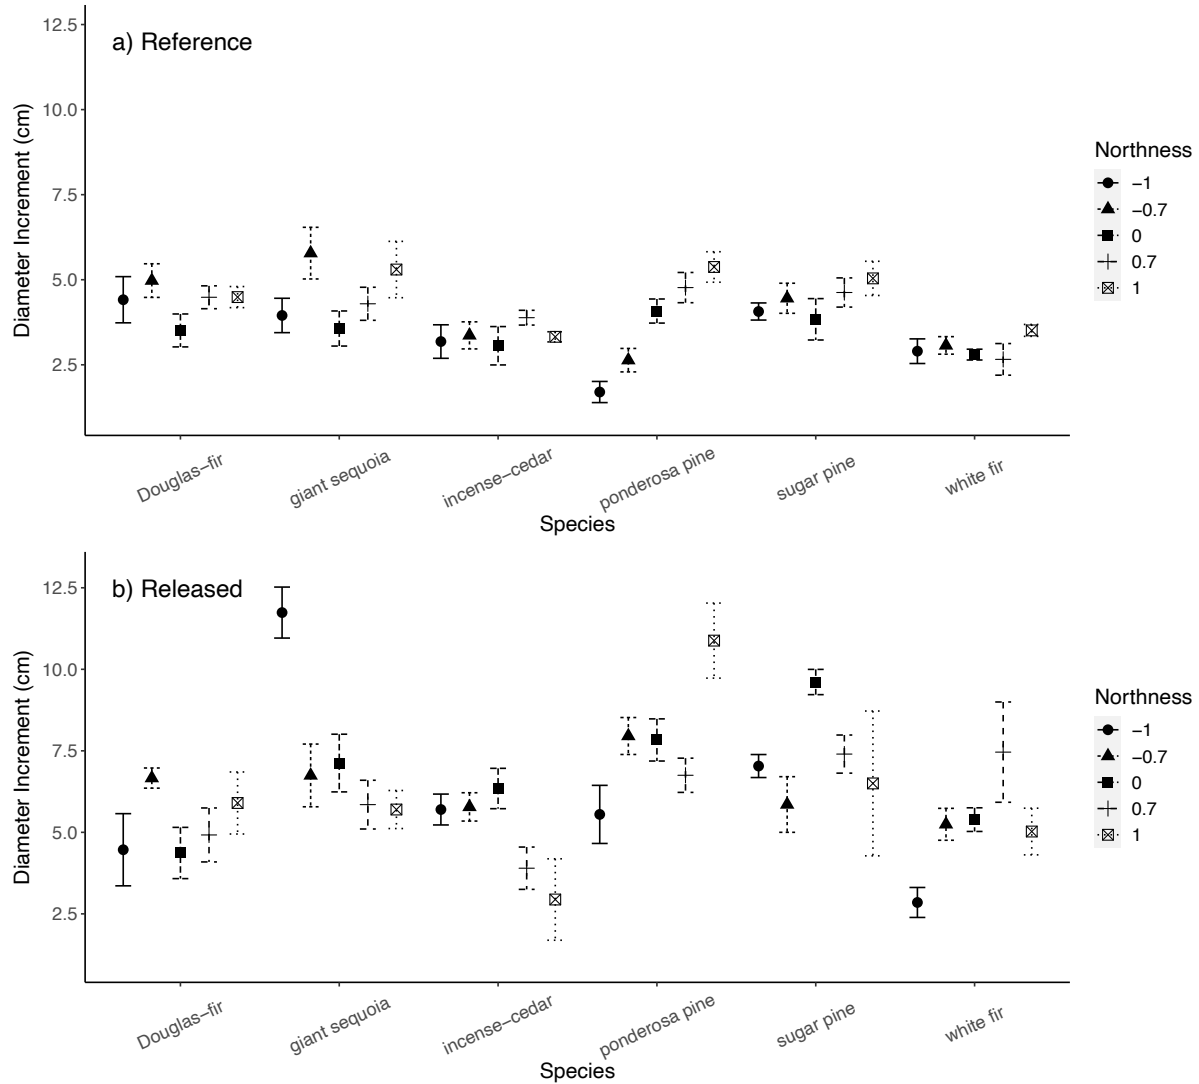 a) Reference
Diameter Increment (cm)
12.5
10.0
7.5
5.0
2.5
Douglas−fir
giant sequoia
incense−cedar
ponderosa pine
sugar pine
white fir
Species
Northness
−1
−0.7
0
0.7
1
b) Released
Diameter Increment (cm)
12.5
10.0
7.5
5.0
2.5
Douglas−fir
giant sequoia
incense−cedar
ponderosa pine
sugar pine
white fir
Species
Northness
−1
−0.7
0
0.7
1